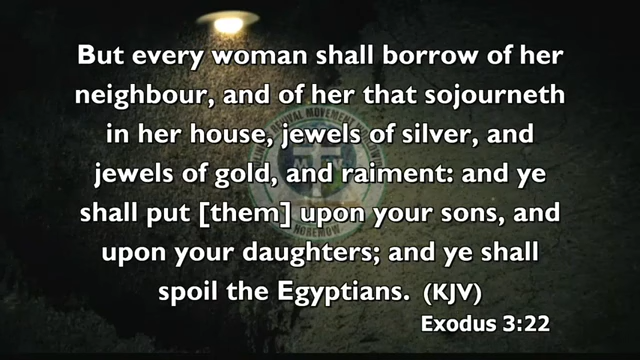 But every woman shall borrow of her
neighbour, and of her that sojourneth
in her house, jewels of silver, and
jewels of gold, and raiment: and ye
shall put [them] upon your sons, and
upon your daughters; and ye shall
spoil the Egyptians. (KJV)
Exodus 3:22
HOREMOW